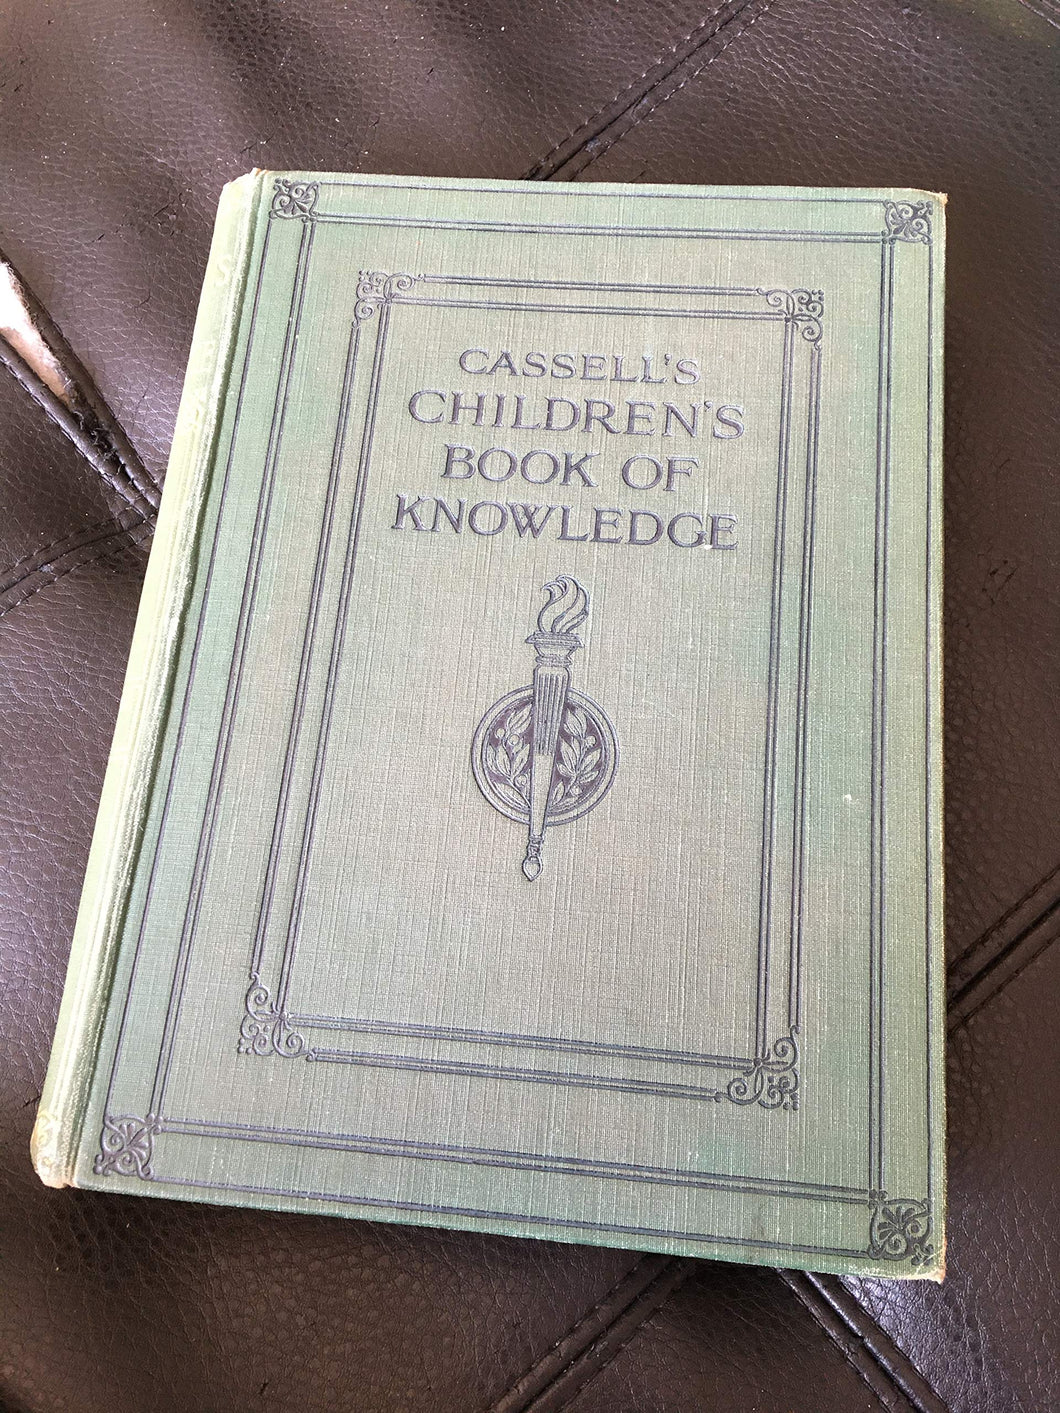 CASSELL'S
CHILDREN'S
BOOK OF
KNOWLEDGE